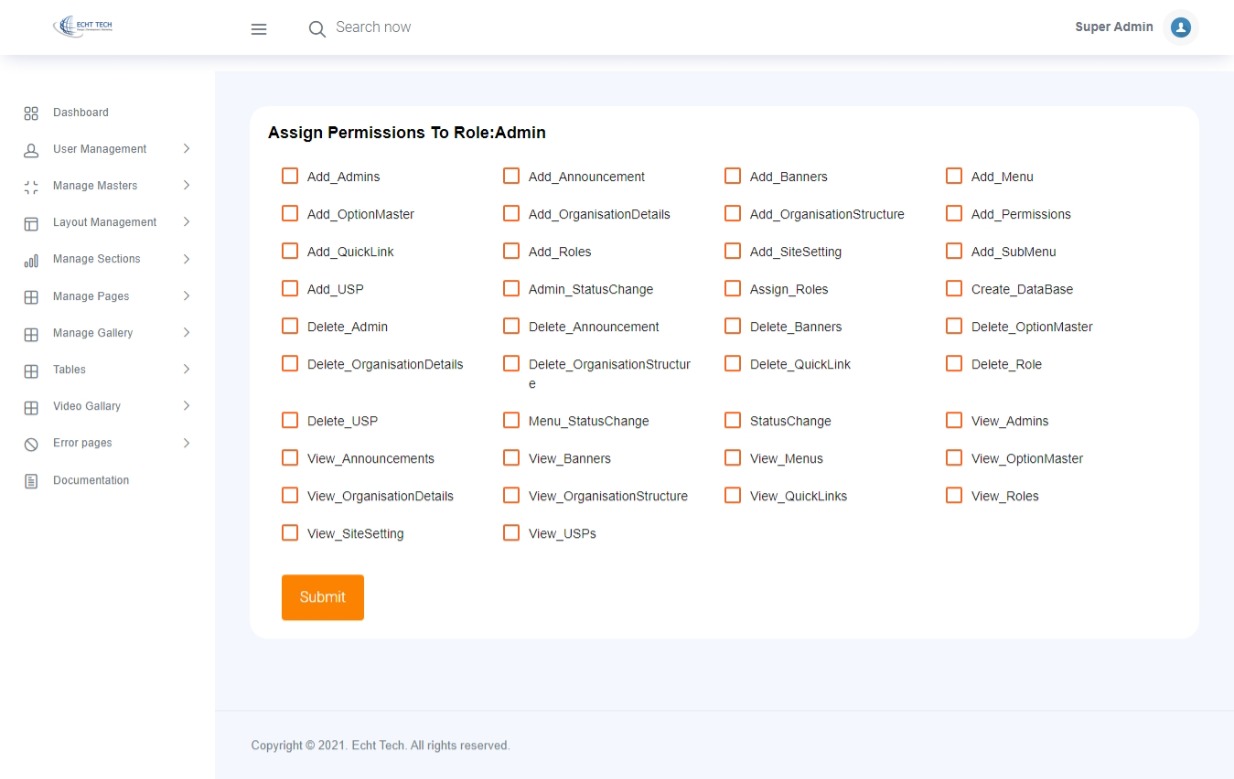 ECHT TECH
Search now
Super Admin
Dashboard
User Management
Manage Masters
Layout Management
Manage Sections
Manage Pages
Manage Gallery
Tables
Video Gallary
Error pages
Documentation
Assign Permissions To Role:Admin
Add_Admins
Add_Announcement
Add_Banners
Add_Menu
Add_OptionMaster
Add_OrganisationDetails
Add_OrganisationStructure
Add_Permissions
Add_QuickLink
Add_Roles
Add_SiteSetting
Add_SubMenu
Add_USP
Admin_StatusChange
Assign_Roles
Create_DataBase
Delete_Admin
Delete_Announcement
Delete_Banners
Delete_OptionMaster
Delete_OrganisationDetails
Delete_OrganisationStructur
e
Delete_QuickLink
Delete_Role
Delete_USP
Menu_StatusChange
StatusChange
View_Admins
View_Announcements
View_Banners
View_Menus
View_OptionMaster
View_OrganisationDetails
View_OrganisationStructure
View_QuickLinks
View_Roles
View_SiteSetting
View_USPs
Submit
Copyright © 2021. Echt Tech. All rights reserved.